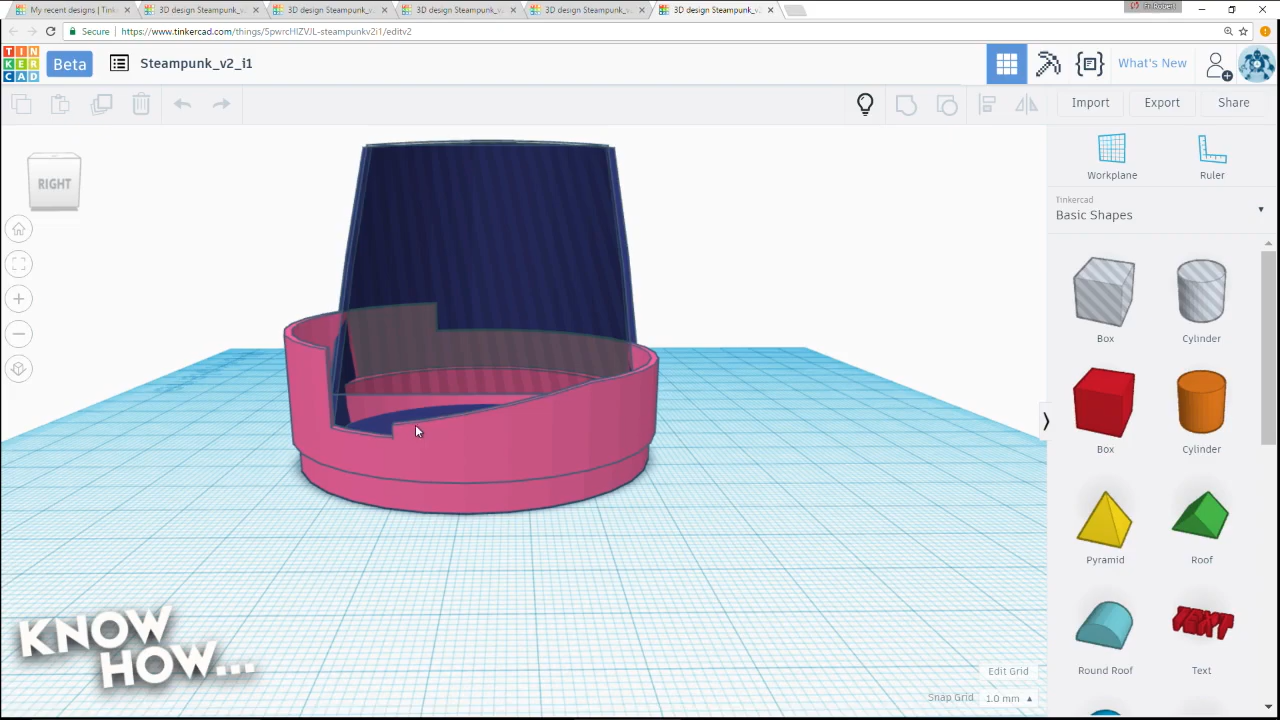 My recent designs | Tink
3D design Steampunk_v
3D design Steampunk_v
3D design Steampunk_v
3D design Steampunk_v
3D design Steampunk_v
Fr. Robert
Secure
https://www.tinkercad.com/things/5pwrcHIZVJL-steampunkv2i1/editv2
TIN
KER
CAD
Beta
Steampunk_v2_i1
What's New
Import
Export
Share
RIGHT
Workplane
Ruler
Tinkercad
Basic Shapes
Box
Cylinder
Box
Cylinder
Pyramid
Roof
TEXT
Round Roof
Text
Edit Grid
Snap Grid
1.0 mm
KNOW
HOW...